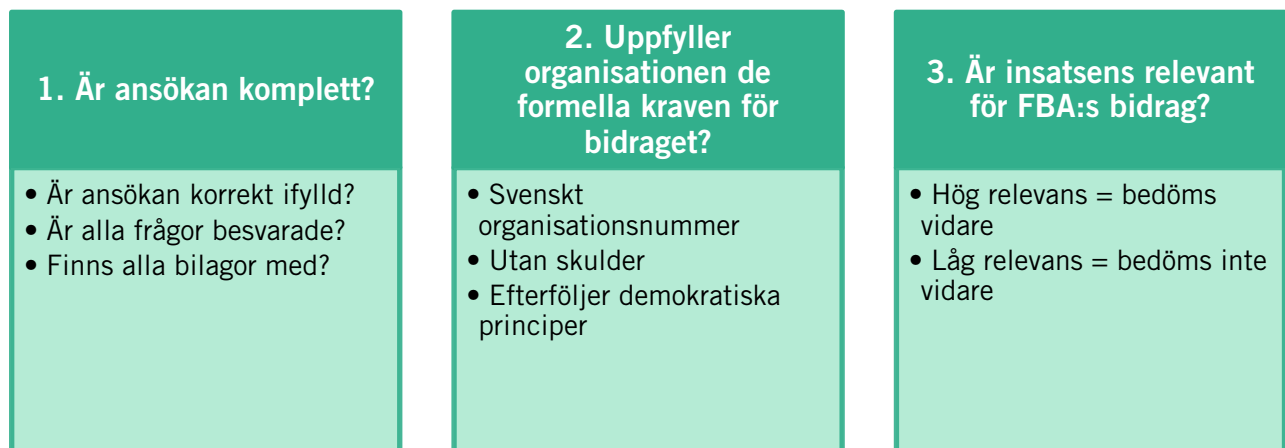 1. Är ansökan komplett?
• Är ansökan korrekt ifylld?
• Är alla frågor besvarade?
• Finns alla bilagor med?
2. Uppfyller
organisationen de
formella kraven för
bidraget?
• Svenskt
organisationsnummer
• Utan skulder
• Efterföljer demokratiska
principer
3. Är insatsens relevant
för FBA:s bidrag?
• Hög relevans = bedöms
vidare
• Låg relevans = bedöms inte
vidare